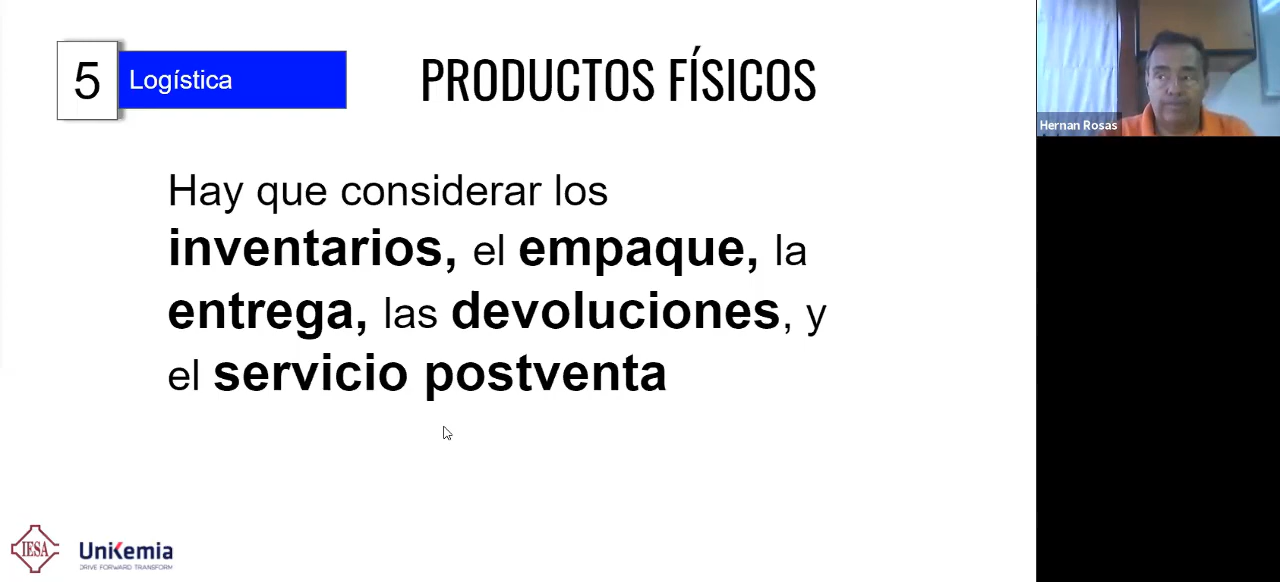 5
Logística
PRODUCTOS FÍSICOS
Hay que considerar los
inventarios, el empaque, la
entrega, las devoluciones, y
el servicio postventa
Hernan Rosas
IESA
UniKemia
DRIVE FORWARD TRANSFORM